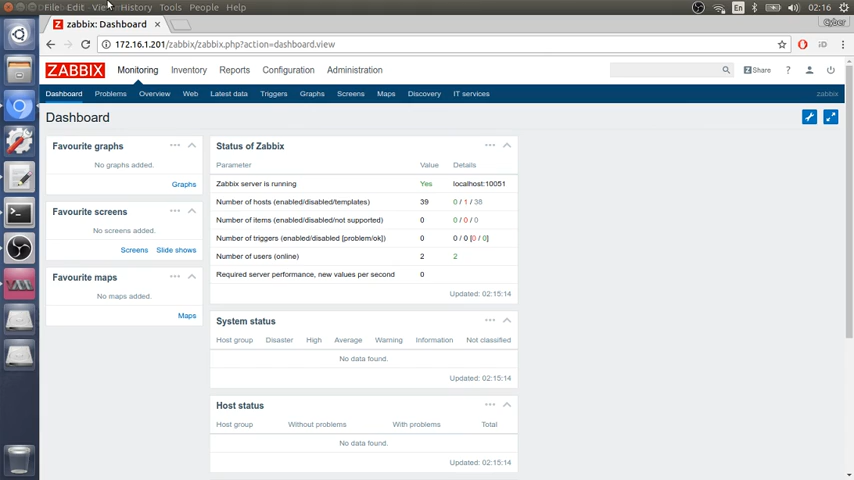 File Edit View History Tools People Help
En
02:16
zabbix: Dashboard
Cyber
172.16.1.201/zabbix/zabbix.php?action=dashboard.view
ZABBIX
Monitoring Inventory Reports Configuration Administration
Z Share ?
Dashboard Problems Overview Web Latest data Triggers Graphs Screens Maps Discovery IT services
zabbix
Dashboard
Favourite graphs
No graphs added.
Graphs
Favourite screens
No screens added.
Screens Slide shows
Favourite maps
No maps added.
Maps
Status of Zabbix
Parameter Value Details
Zabbix server is running Yes localhost:10051
Number of hosts (enabled/disabled/templates) 39 0 / 1 / 38
Number of items (enabled/disabled/not supported) 0 0 / 0 / 0
Number of triggers (enabled/disabled [problem/ok]) 0 0 / 0 [0 / 0]
Number of users (online) 2 2
Required server performance, new values per second 0
Updated: 02:15:14
System status
Host group Disaster High Average Warning Information Not classified
No data found.
Updated: 02:15:14
Host status
Host group Without problems With problems Total
No data found.
Updated: 02:15:14